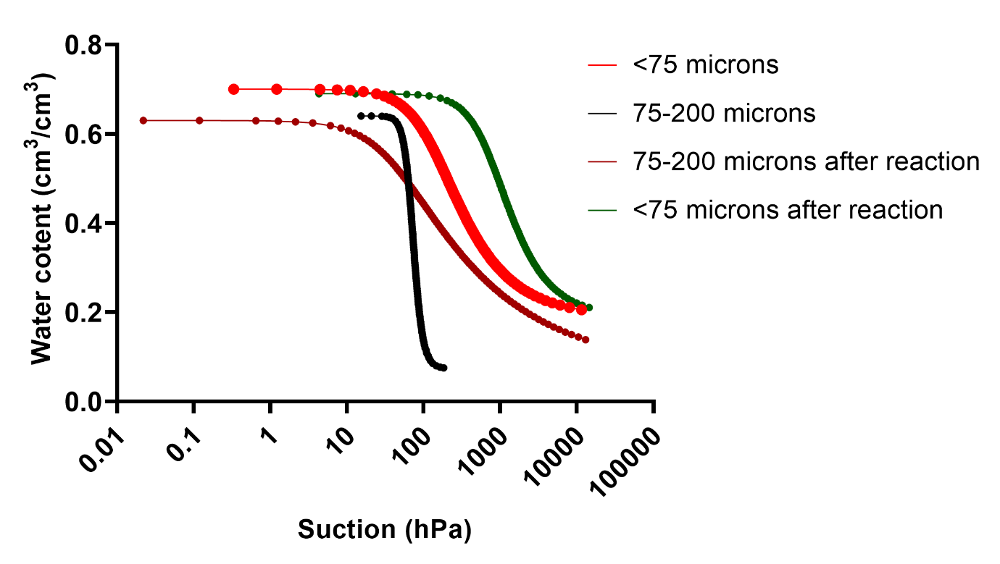 0.8
0.6
0.4
0.2
0.0
Water cotent (cm³/cm³)
0.01
0.1
1
10
100
1000
10000
100000
Suction (hPa)
<75 microns
75-200 microns
75-200 microns after reaction
<75 microns after reaction